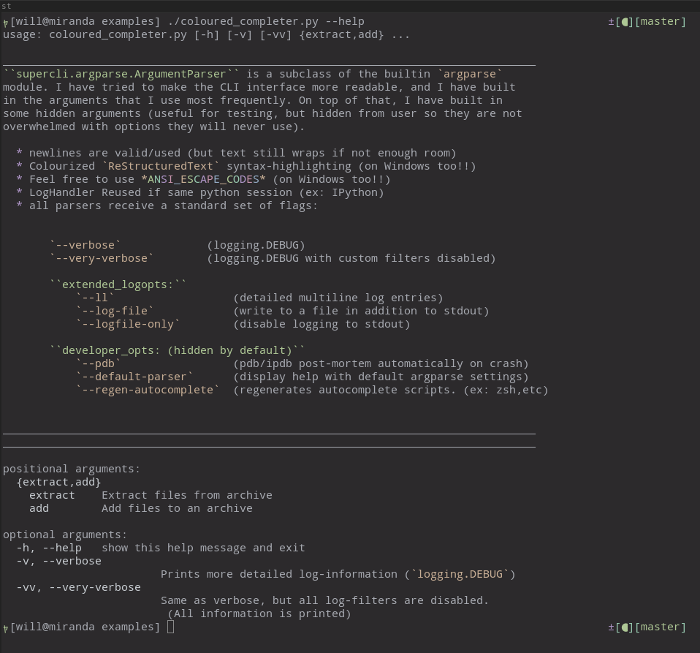 st
[will@miranda examples] ./coloured_completer.py --help ±[●][master]
usage: coloured_completer.py [-h] [-v] [-vv] {extract,add} ...
``supercli.argparse.ArgumentParser`` is a subclass of the builtin `argparse`
module. I have tried to make the CLI interface more readable, and I have built
in the arguments that I use most frequently. On top of that, I have built in
some hidden arguments (useful for testing, but hidden from user so they are not
overwhelmed with options they will never use).
* newlines are valid/used (but text still wraps if not enough room)
* Colourized `ReStructuredText` syntax-highlighting (on Windows too!!)
* Feel free to use *ANSI_ESCAPE_CODES* (on Windows too!!)
* LogHandler Reused if same python session (ex: IPython)
* all parsers receive a standard set of flags:
`--verbose` (logging.DEBUG)
`--very-verbose` (logging.DEBUG with custom filters disabled)
``extended_logopts:``
`--ll` (detailed multiline log entries)
`--log-file` (write to a file in addition to stdout)
`--logfile-only` (disable logging to stdout)
``developer_opts: (hidden by default)``
`--pdb` (pdb/ipdb post-mortem automatically on crash)
`--default-parser` (display help with default argparse settings)
`--regen-autocomplete` (regenerates autocomplete scripts. (ex: zsh,etc)
positional arguments:
{extract,add}
extract Extract files from archive
add Add files to an archive
optional arguments:
-h, --help show this help message and exit
-v, --verbose
Prints more detailed log-information (`logging.DEBUG`)
-vv, --very-verbose
Same as verbose, but all log-filters are disabled.
(All information is printed)
[will@miranda examples] ±[●][master]